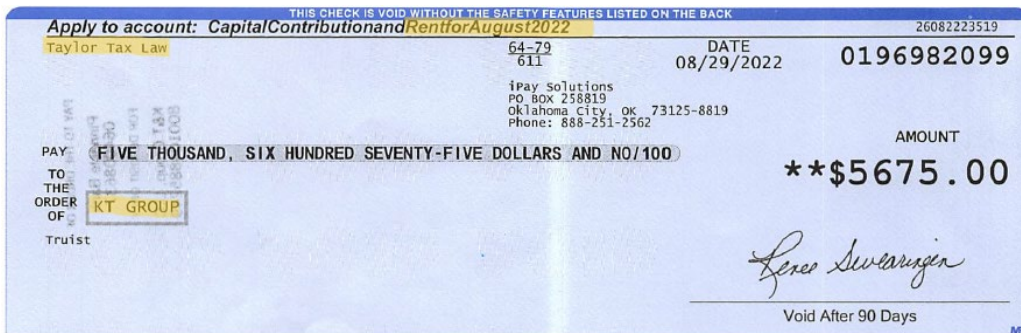 THIS CHECK IS VOID WITHOUT THE SAFETY FEATURES LISTED ON THE BACK
Apply to account: CapitalContributionandRentforAugust2022
26082223519
Taylor Tax Law
64-79
611
DATE
08/29/2022
0196982099
iPay Solutions
PO BOX 258819
Oklahoma City, OK 73125-8819
Phone: 888-251-2562
AMOUNT
PAY FIVE THOUSAND, SIX HUNDRED SEVENTY-FIVE DOLLARS AND NO/100
**$5675.00
TO
THE
ORDER
OF
KT GROUP
Truist
Renee Swearingen
Void After 90 Days